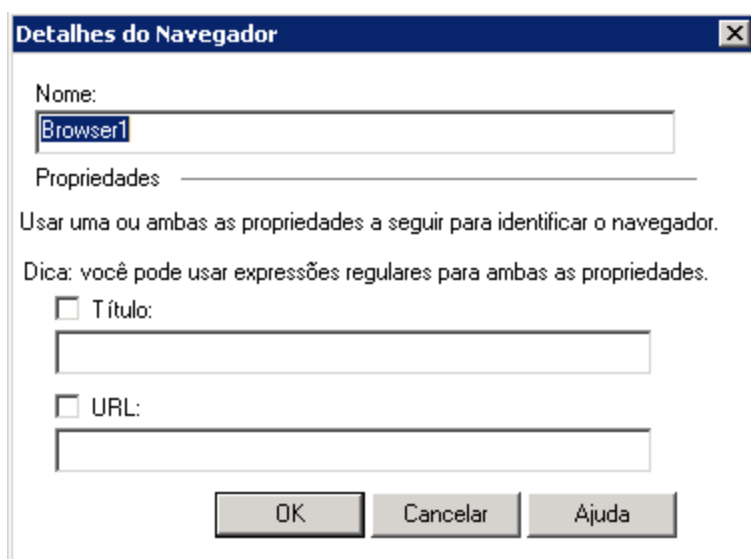 Detalhes do Navegador
Nome:
Browser1
Propriedades
Usar uma ou ambas as propriedades a seguir para identificar o navegador.
Dica: você pode usar expressões regulares para ambas as propriedades.
Título:
URL:
OK Cancelar Ajuda